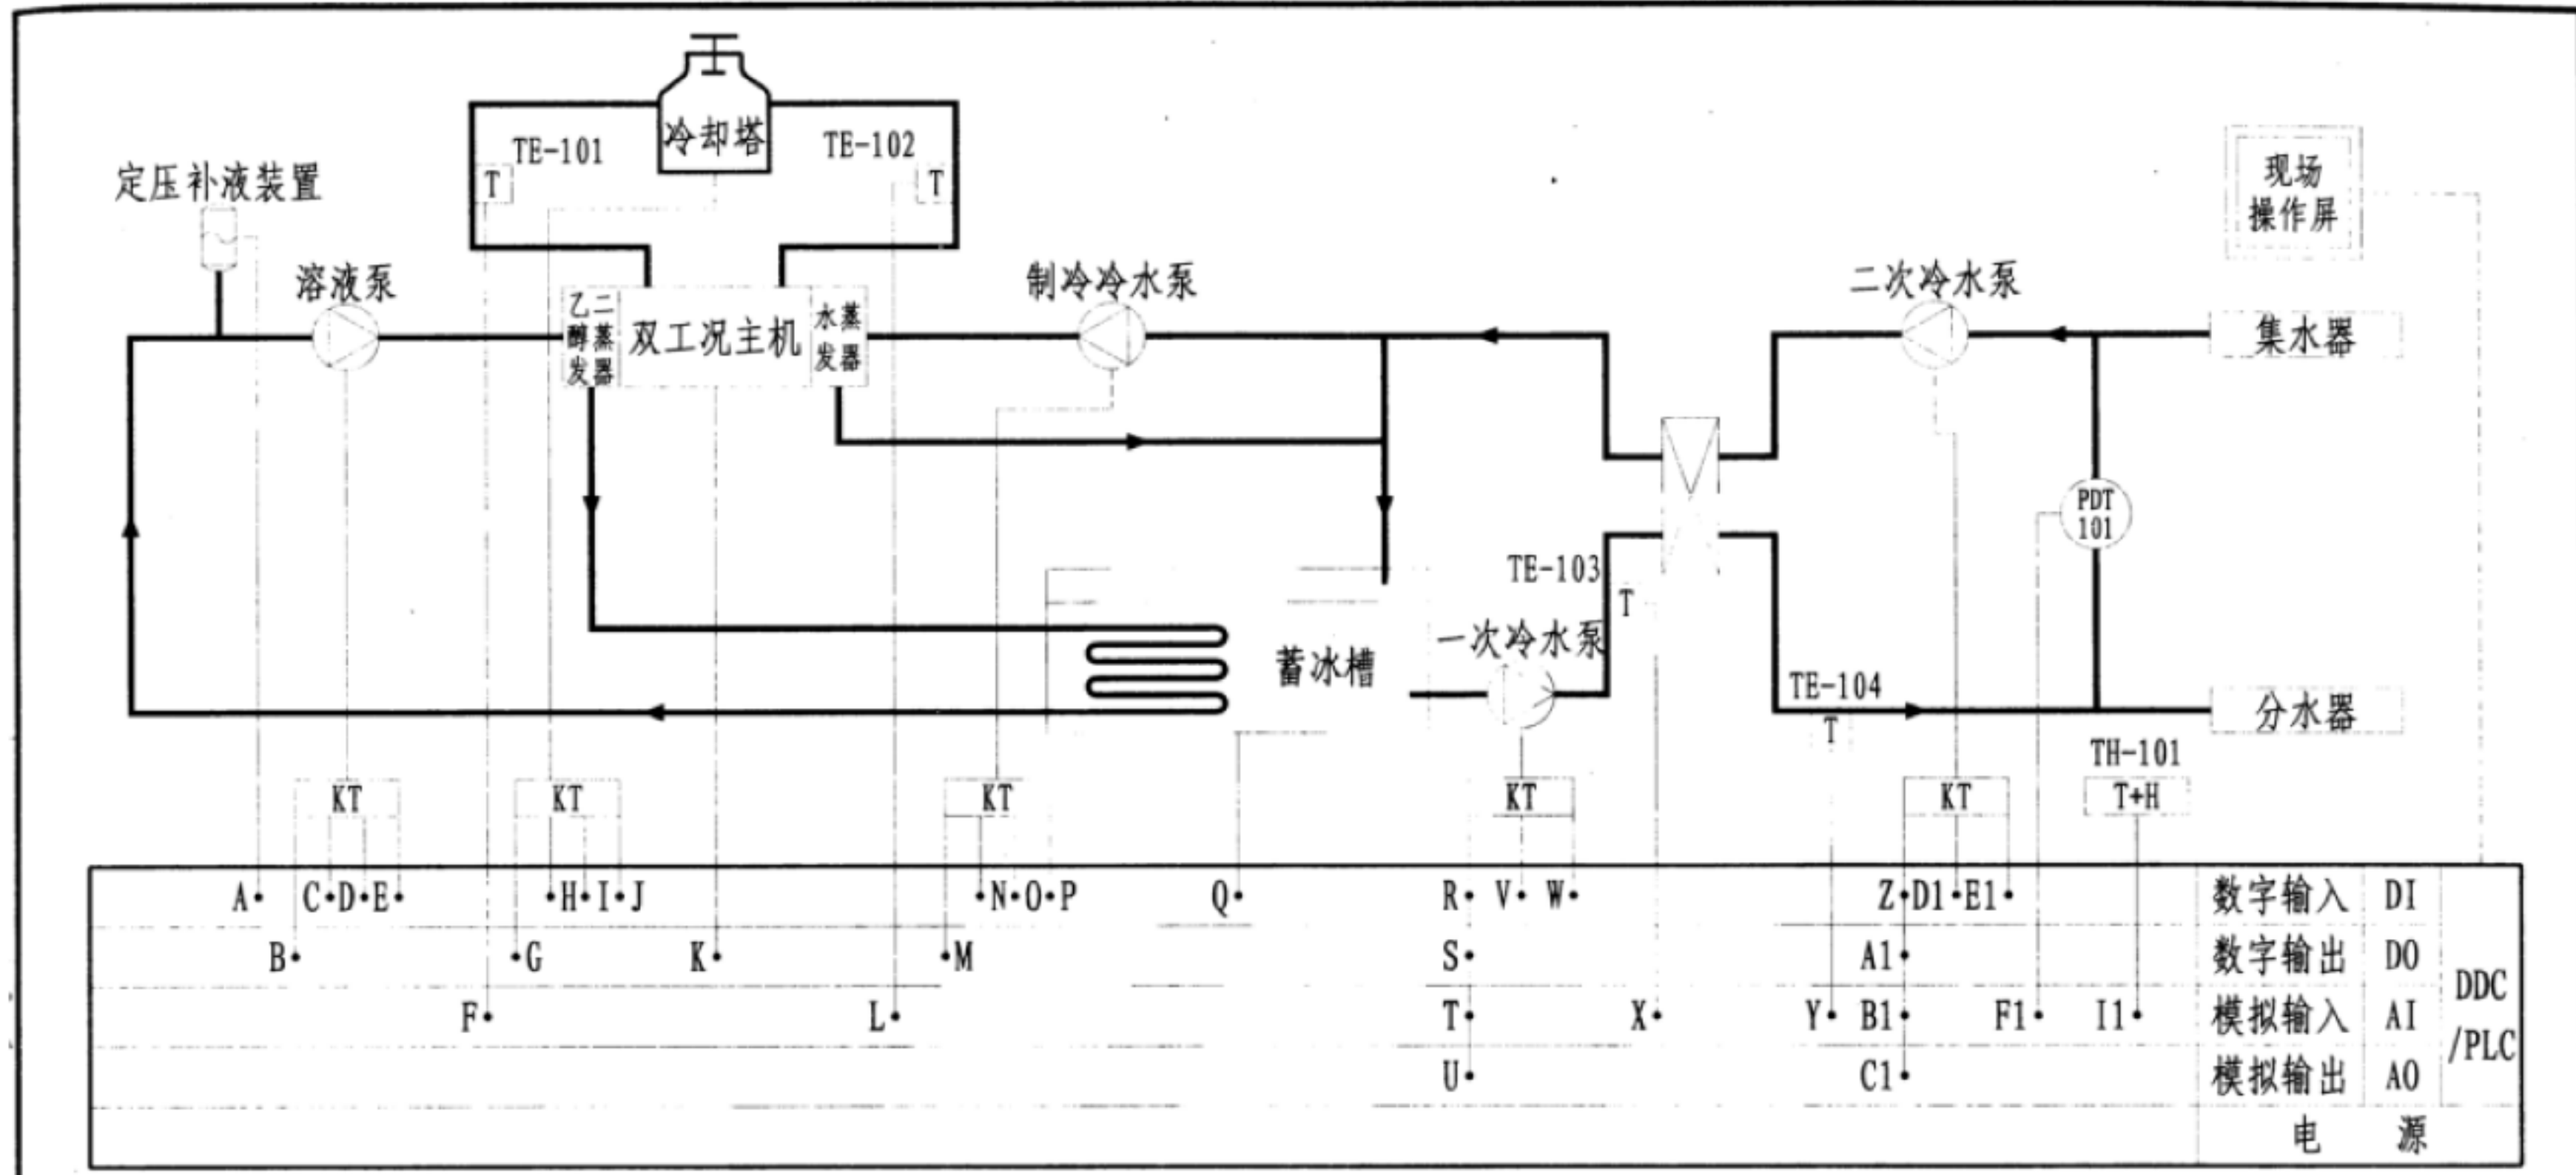 冷却塔
TE-101
TE-102
T
T
定压补液装置
现场
操作屏
溶液泵
制冷冷水泵
二次冷水泵
乙二
醇蒸
发器
双工况主机
水蒸
发器
集水器
PDT
101
TE-103
T
一次冷水泵
蓄冰槽
TE-104
T
分水器
TH-101
KT
KT
KT
KT
KT
T+H
A C D E H I J N O P Q R V W Z D1 E1 数字输入 DI
B G K M S A1 数字输出 DO
DDC
/PLC
F L T X Y B1 F1 I1 模拟输入 AI
U C1 模拟输出 AO
电 源